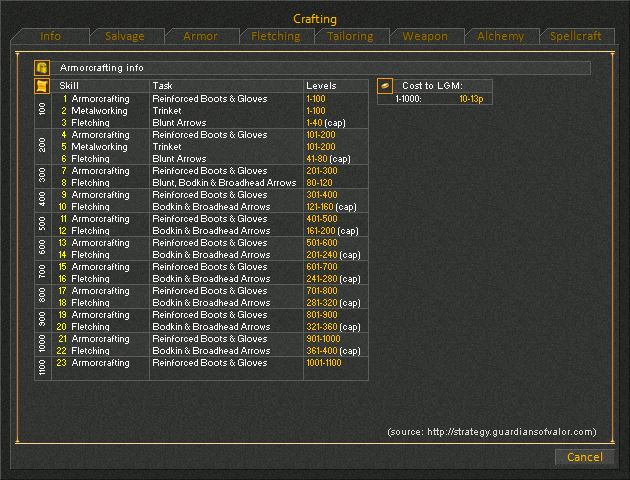 Crafting
Info Salvage Armor Fletching Tailoring Weapon Alchemy Spellcraft
Armorcrafting info
Skill Task Levels Cost to LGM:
1-1000: 10-13p
100
1 Armorcrafting Reinforced Boots & Gloves 1-100
2 Metalworking Trinket 1-100
3 Fletching Blunt Arrows 1-40 (cap)
200
4 Armorcrafting Reinforced Boots & Gloves 101-200
5 Metalworking Trinket 101-200
6 Fletching Blunt Arrows 41-80 (cap)
300
7 Armorcrafting Reinforced Boots & Gloves 201-300
8 Fletching Blunt, Bodkin & Broadhead Arrows 80-120
400
9 Armorcrafting Reinforced Boots & Gloves 301-400
10 Fletching Bodkin & Broadhead Arrows 121-160 (cap)
500
11 Armorcrafting Reinforced Boots & Gloves 401-500
12 Fletching Bodkin & Broadhead Arrows 161-200 (cap)
600
13 Armorcrafting Reinforced Boots & Gloves 501-600
14 Fletching Bodkin & Broadhead Arrows 201-240 (cap)
700
15 Armorcrafting Reinforced Boots & Gloves 601-700
16 Fletching Bodkin & Broadhead Arrows 241-280 (cap)
800
17 Armorcrafting Reinforced Boots & Gloves 701-800
18 Fletching Bodkin & Broadhead Arrows 281-320 (cap)
900
19 Armorcrafting Reinforced Boots & Gloves 801-900
20 Fletching Bodkin & Broadhead Arrows 321-360 (cap)
1000
21 Armorcrafting Reinforced Boots & Gloves 901-1000
22 Fletching Bodkin & Broadhead Arrows 361-400 (cap)
1100
23 Armorcrafting Reinforced Boots & Gloves 1001-1100
(source: http://strategy.guardiansofvalor.com)
Cancel